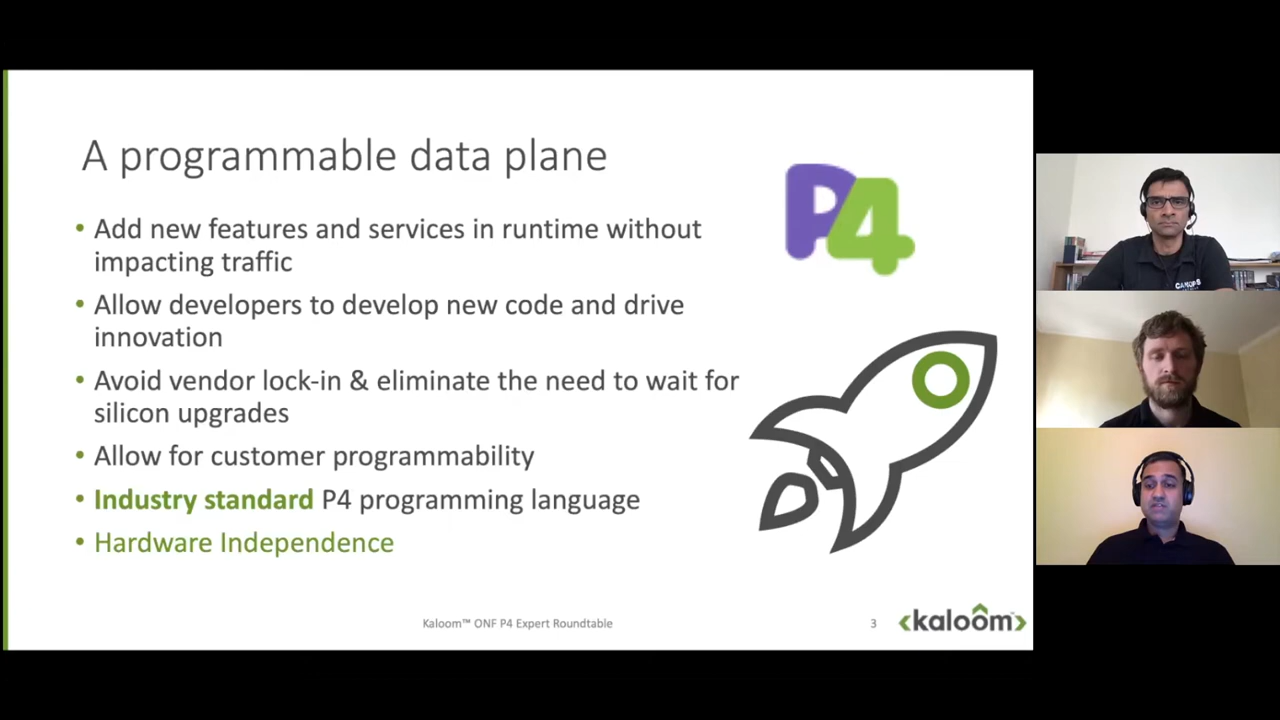 A programmable data plane
P4
• Add new features and services in runtime without
impacting traffic
• Allow developers to develop new code and drive
innovation
• Avoid vendor lock-in & eliminate the need to wait for
silicon upgrades
• Allow for customer programmability
• Industry standard P4 programming language
• Hardware Independence
Kaloom™ ONF P4 Expert Roundtable
3
<kaloom>